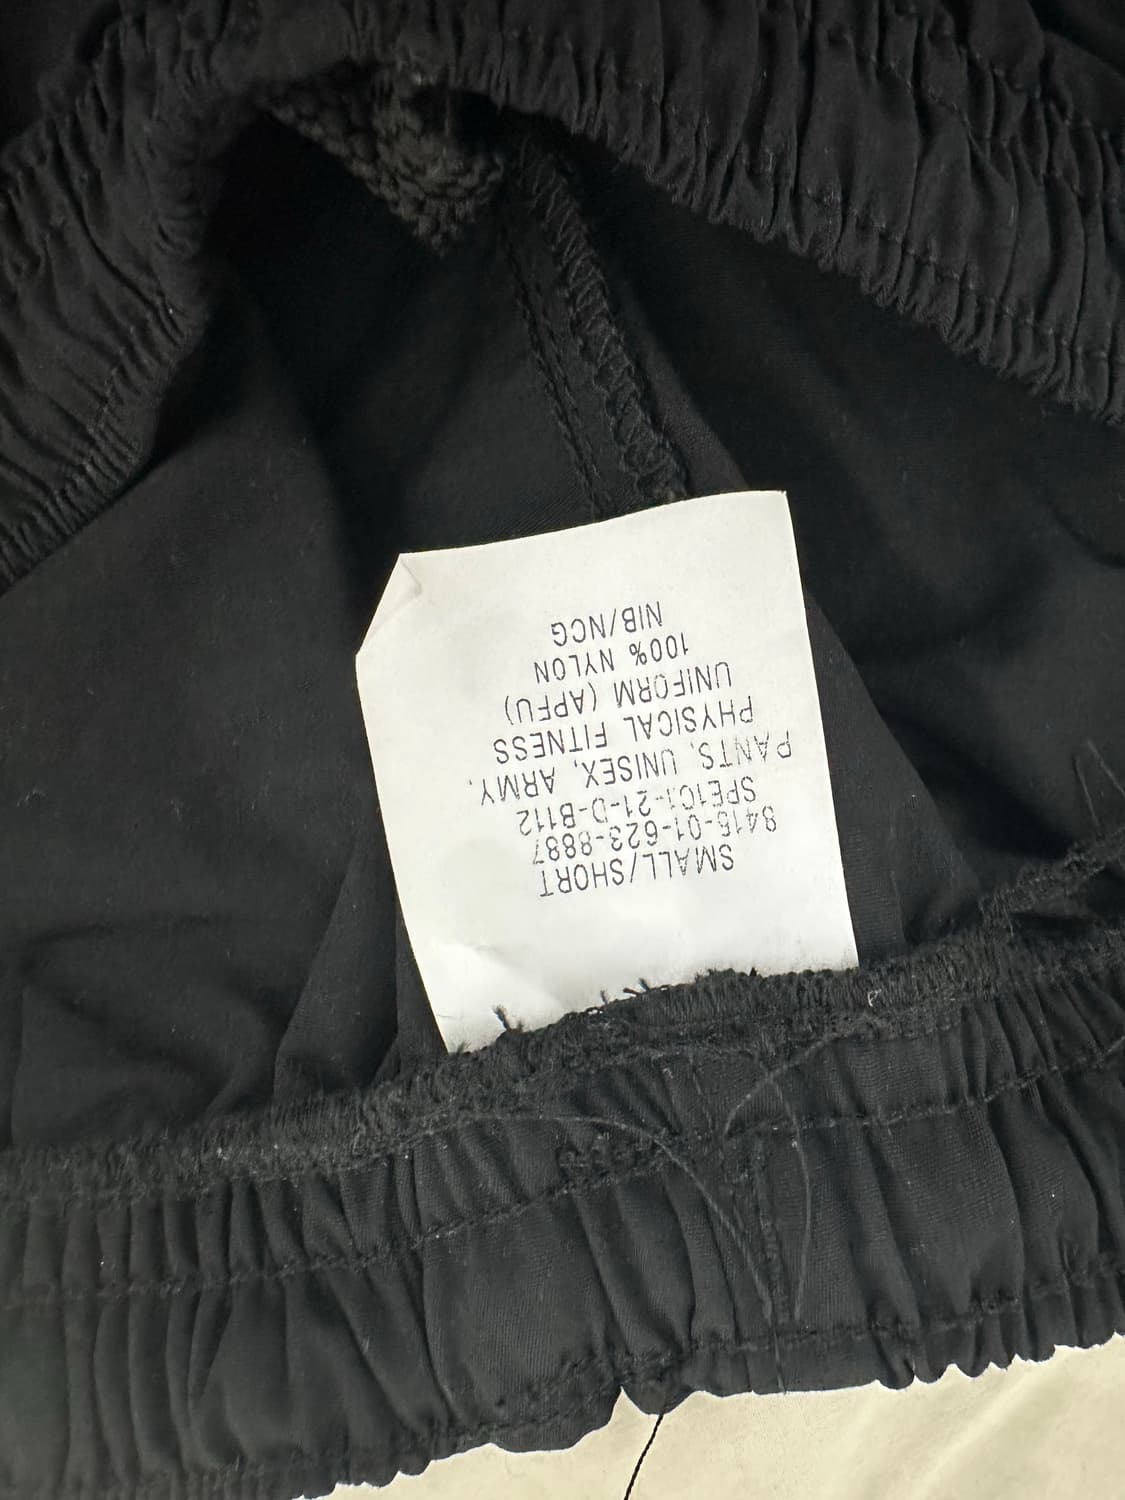 SMALL/SHORT
8415-01-623-8887
SPE1C1-21-D-B112
PANTS, UNISEX, ARMY,
PHYSICAL FITNESS
UNIFORM (APFU)
100% NYLON
NIB/NCG